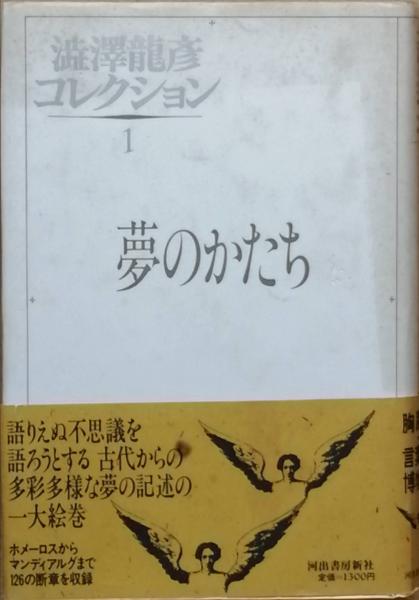 澁澤龍彥
コレクション
1
夢のかたち
語りえぬ不思議を
語ろうとする 古代からの
多彩多様な夢の記述の
一大絵巻
ホメーロスから
マンディアルグまで
126の断章を収録
河出書房新社
定価＝1300円
胸
言
博